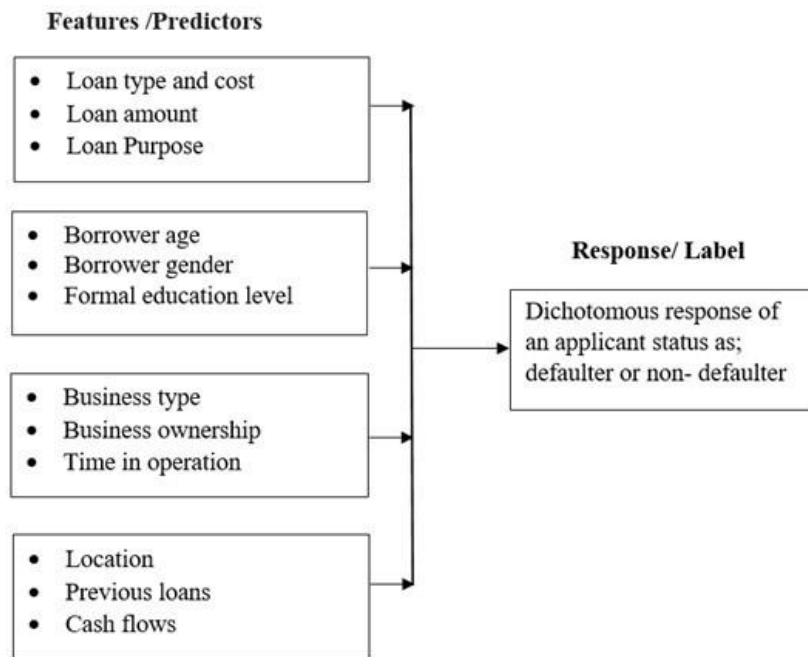 Features /Predictors
• Loan type and cost
• Loan amount
• Loan Purpose
• Borrower age
• Borrower gender
• Formal education level
• Business type
• Business ownership
• Time in operation
• Location
• Previous loans
• Cash flows
Response/ Label
Dichotomous response of
an applicant status as;
defaulter or non- defaulter